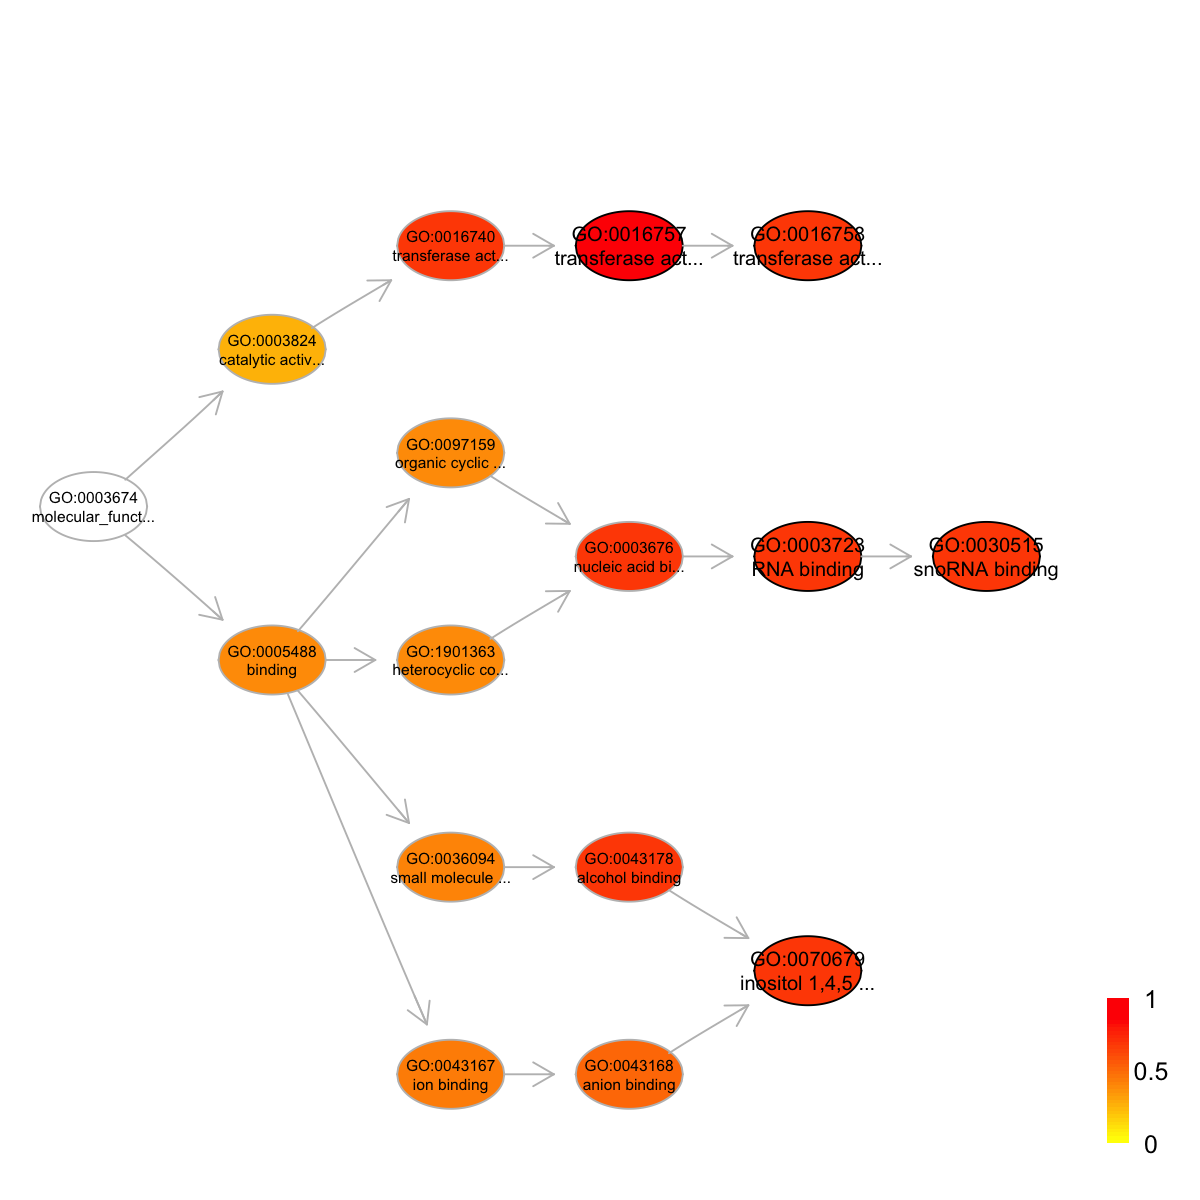 GO:0016740
transferase act...
GO:0016757
transferase act...
GO:0016758
transferase act...
GO:0003824
catalytic activ...
GO:0097159
organic cyclic ...
GO:0003674
molecular_funct...
GO:0003676
nucleic acid bi...
GO:0003723
RNA binding
GO:0030515
snoRNA binding
GO:0005488
binding
GO:1901363
heterocyclic co...
GO:0036094
small molecule ...
GO:0043178
alcohol binding
GO:0070679
inositol 1,4,5 ...
GO:0043167
ion binding
GO:0043168
anion binding
1
0.5
0